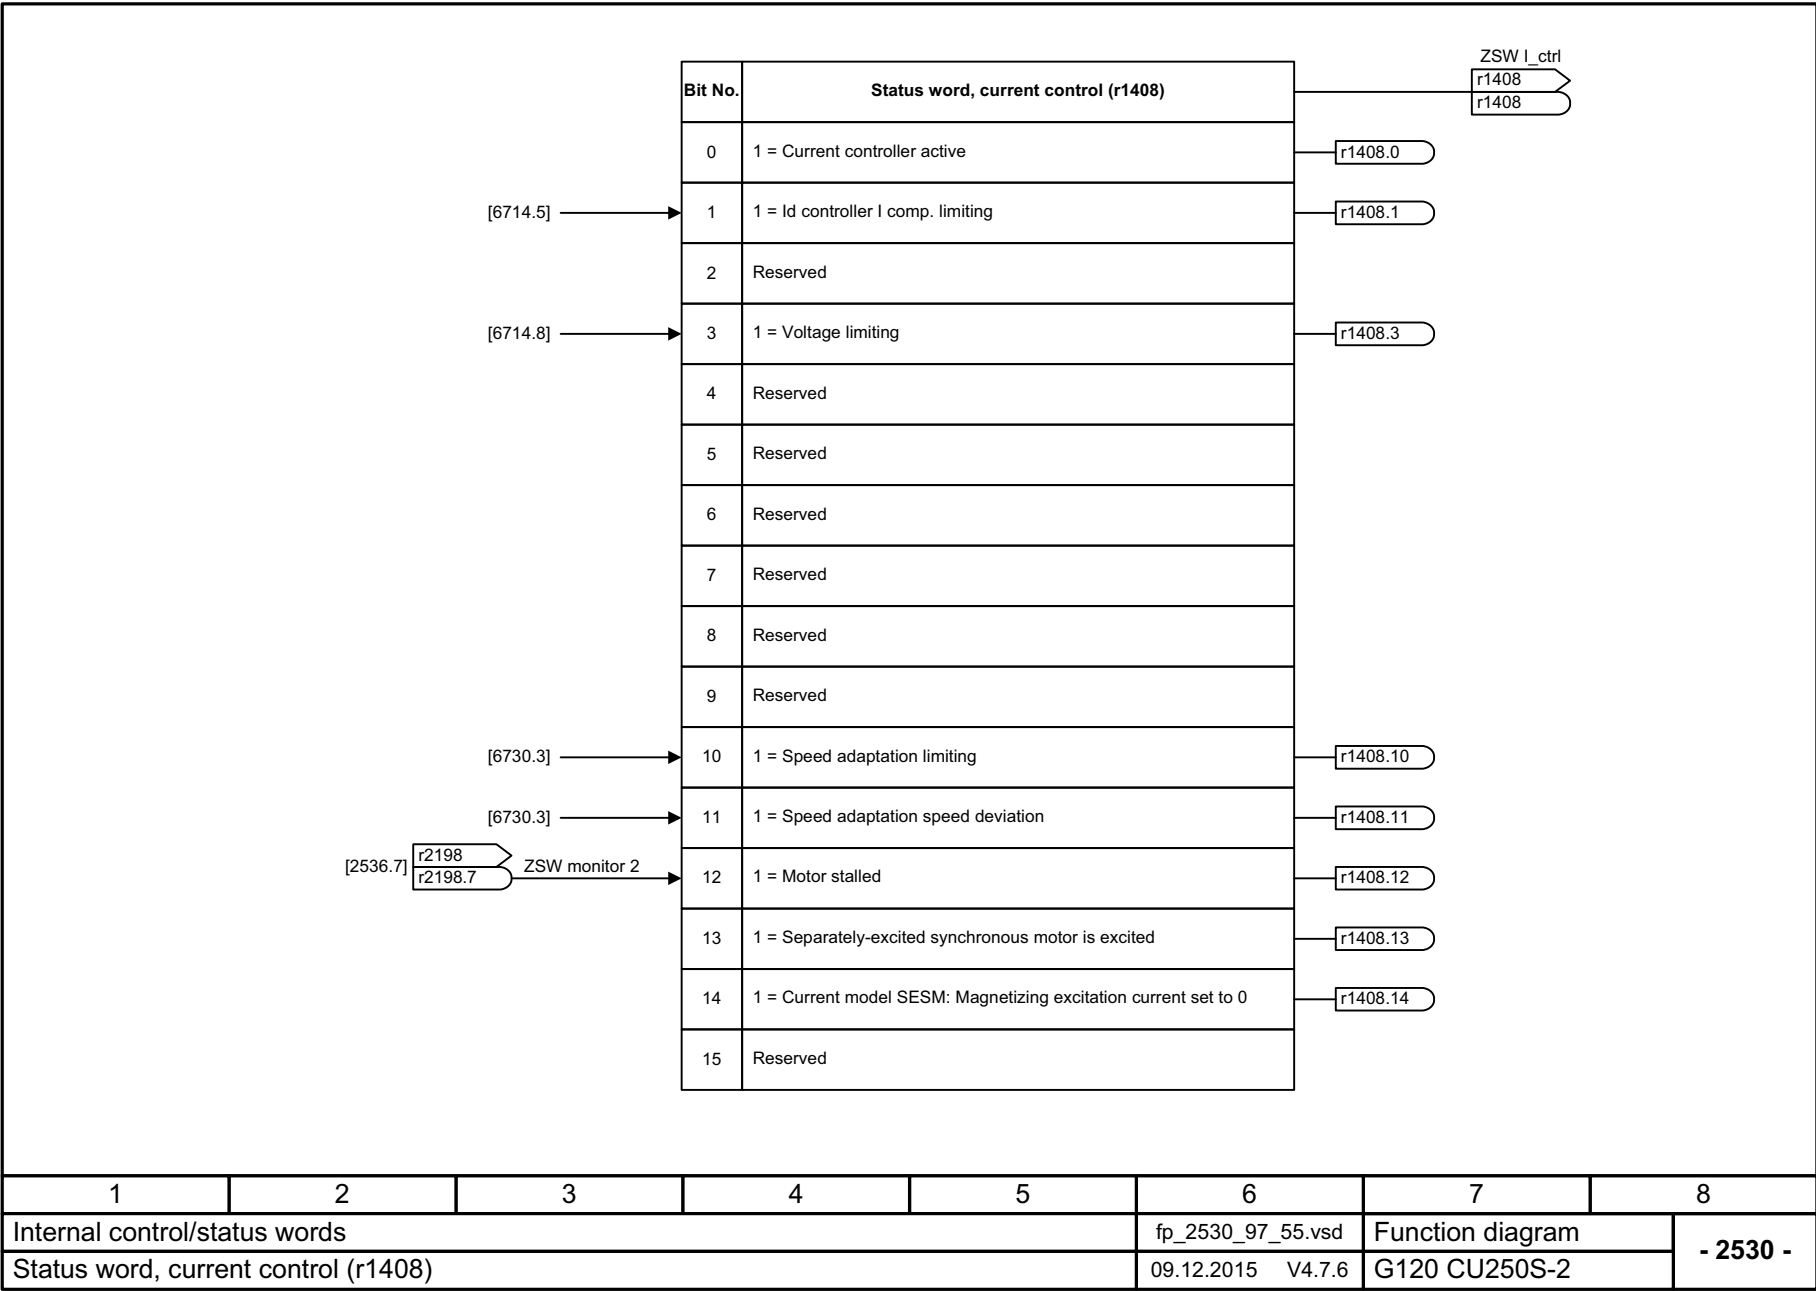 ZSW I_ctrl
Bit No. Status word, current control (r1408) r1408
r1408
0 1 = Current controller active r1408.0
[6714.5] 1 1 = Id controller I comp. limiting r1408.1
2 Reserved
[6714.8] 3 1 = Voltage limiting r1408.3
4 Reserved
5 Reserved
6 Reserved
7 Reserved
8 Reserved
9 Reserved
[6730.3] 10 1 = Speed adaptation limiting r1408.10
[6730.3] 11 1 = Speed adaptation speed deviation r1408.11
r2198
[2536.7] r2198.7 ZSW monitor 2 12 1 = Motor stalled r1408.12
13 1 = Separately-excited synchronous motor is excited r1408.13
14 1 = Current model SESM: Magnetizing excitation current set to 0 r1408.14
15 Reserved
1 2 3 4 5 6 7 8
Internal control/status words fp_2530_97_55.vsd Function diagram - 2530 -
Status word, current control (r1408) 09.12.2015 V4.7.6 G120 CU250S-2